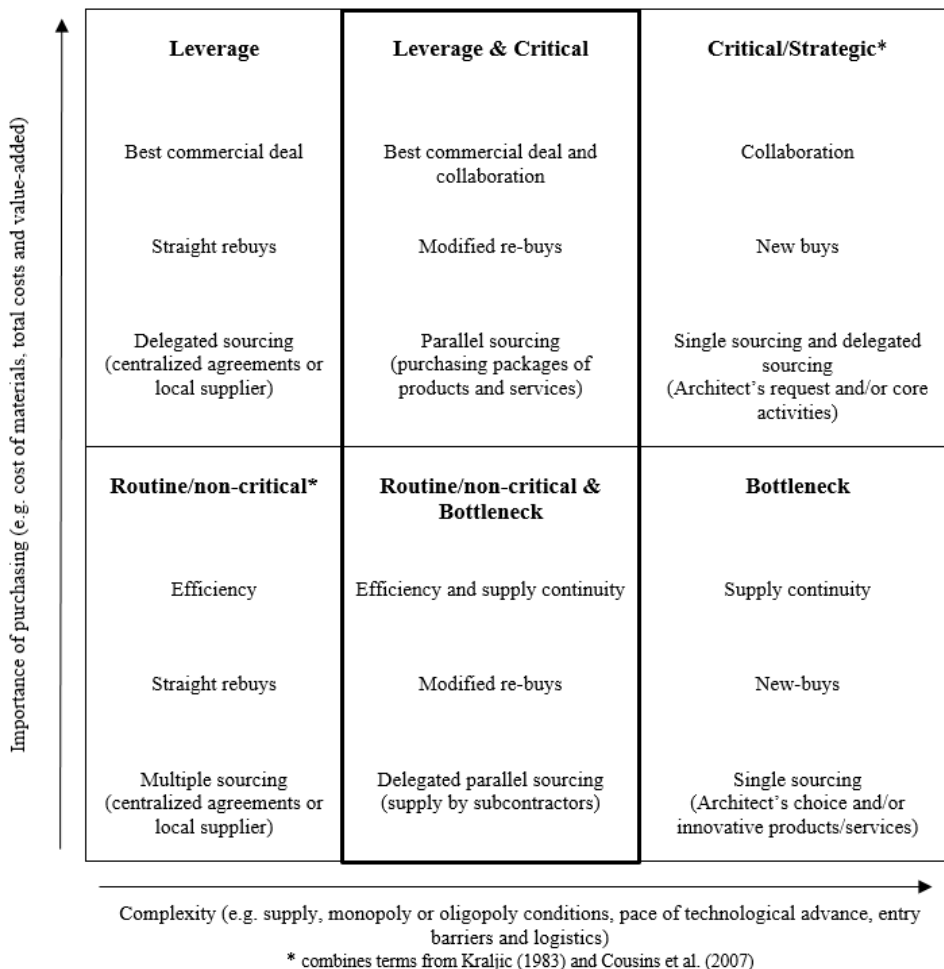 Importance of purchasing (e.g. cost of materials, total costs and value-added)
Leverage
Best commercial deal
Straight rebuys
Delegated sourcing
(centralized agreements or
local supplier)
Leverage & Critical
Best commercial deal and
collaboration
Modified re-buys
Parallel sourcing
(purchasing packages of
products and services)
Critical/Strategic*
Collaboration
New buys
Single sourcing and delegated
sourcing
(Architect's request and/or core
activities)
Routine/non-critical*
Efficiency
Straight rebuys
Multiple sourcing
(centralized agreements or
local supplier)
Routine/non-critical &
Bottleneck
Efficiency and supply continuity
Modified re-buys
Delegated parallel sourcing
(supply by subcontractors)
Bottleneck
Supply continuity
New-buys
Single sourcing
(Architect's choice and/or
innovative products/services)
Complexity (e.g. supply, monopoly or oligopoly conditions, pace of technological advance, entry
barriers and logistics)
* combines terms from Kraljic (1983) and Cousins et al. (2007)